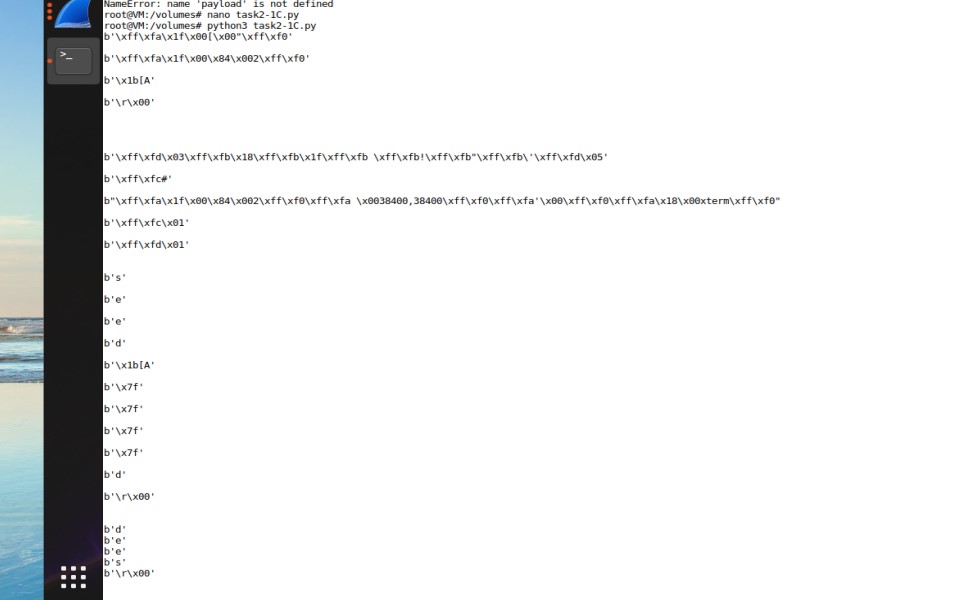 NameError: name 'payload' is not defined
root@VM:/volumes# nano task2-1C.py
root@VM:/volumes# python3 task2-1C.py
b'\xff\xfa\x1f\x00[\x00"\xff\xf0'
b'\xff\xfa\x1f\x00\x84\x002\xff\xf0'
b'\x1b[A'
b'\r\x00'
b'\xff\xfd\x03\xff\xfb\x18\xff\xfb\x1f\xff\xfb \xff\xfb!\xff\xfb"\xff\xfb\'\xff\xfd\x05'
b'\xff\xfc#'
b"\xff\xfa\x1f\x00\x84\x002\xff\xf0\xff\xfa \x0038400,38400\xff\xf0\xff\xfa'\x00\xff\xf0\xff\xfa\x18\x00xterm\xff\xf0"
b'\xff\xfc\x01'
b'\xff\xfd\x01'
b's'
b'e'
b'e'
b'd'
b'\x1b[A'
b'\x7f'
b'\x7f'
b'\x7f'
b'\x7f'
b'd'
b'\r\x00'
b'd'
b'e'
b'e'
b's'
b'\r\x00'